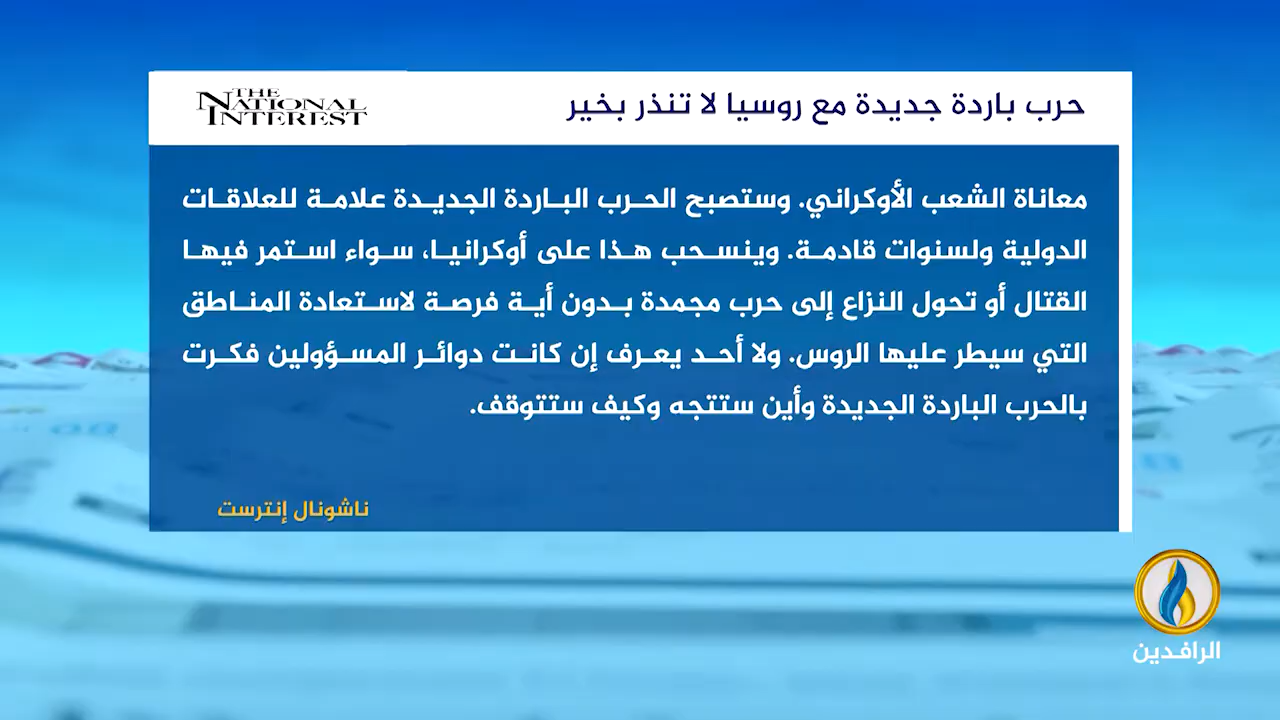 حرب باردة جديدة مع روسيا لا تنذر بخير
THE
NATIONAL
INTEREST
معاناة الشعب الأوكراني. وستصبح الحرب الباردة الجديدة علامة للعلاقات
الدولية ولسنوات قادمة. وينسحب هذا على أوكرانيا، سواء استمر فيها
القتال أو تحول النزاع إلى حرب مجمدة بدون أية فرصة لاستعادة المناطق
التي سيطر عليها الروس. ولا أحد يعرف إن كانت دوائر المسؤولين فكرت
بالحرب الباردة الجديدة وأين ستتجه وكيف ستتوقف.
ناشونال إنترست
الرافدين